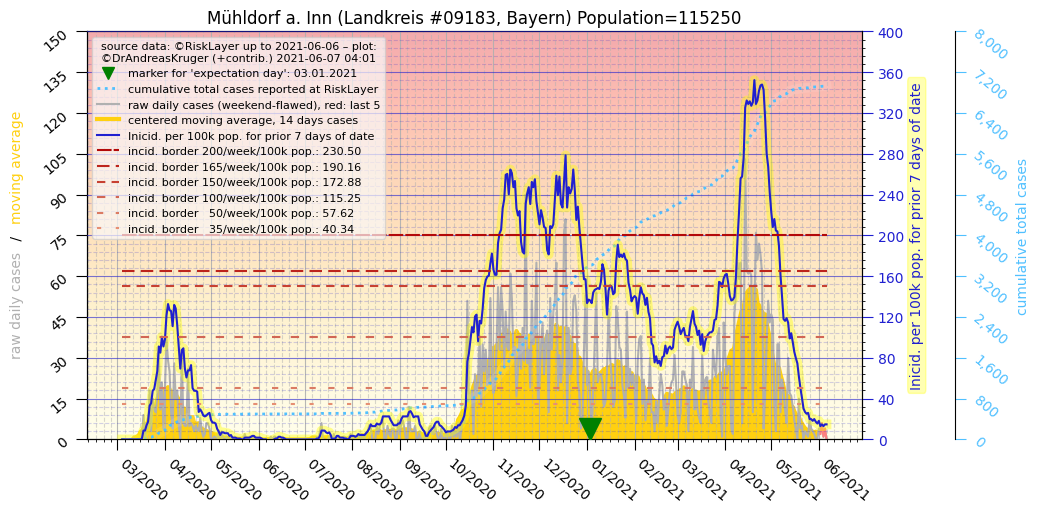 Mühldorf a. Inn (Landkreis #09183, Bayern) Population=115250
source data: ©RiskLayer up to 2021-06-06 – plot:
©DrAndreasKruger (+contrib.) 2021-06-07 04:01
marker for 'expectation day': 03.01.2021
cumulative total cases reported at RiskLayer
raw daily cases (weekend-flawed), red: last 5
centered moving average, 14 days cases
Inicid. per 100k pop. for prior 7 days of date
incid. border 200/week/100k pop.: 230.50
incid. border 165/week/100k pop.: 190.16
incid. border 150/week/100k pop.: 172.88
incid. border 100/week/100k pop.: 115.25
incid. border 50/week/100k pop.: 57.62
incid. border 35/week/100k pop.: 40.34
raw daily cases / moving average
150
135
120
105
90
75
60
45
30
15
0
400
360
320
280
240
200
160
120
80
40
0
Inicid. per 100k pop. for prior 7 days of date
8,000
7,200
6,400
5,600
4,800
4,000
3,200
2,400
1,600
800
0
cumulative total cases
03/2020
04/2020
05/2020
06/2020
07/2020
08/2020
09/2020
10/2020
11/2020
12/2020
01/2021
02/2021
03/2021
04/2021
05/2021
06/2021